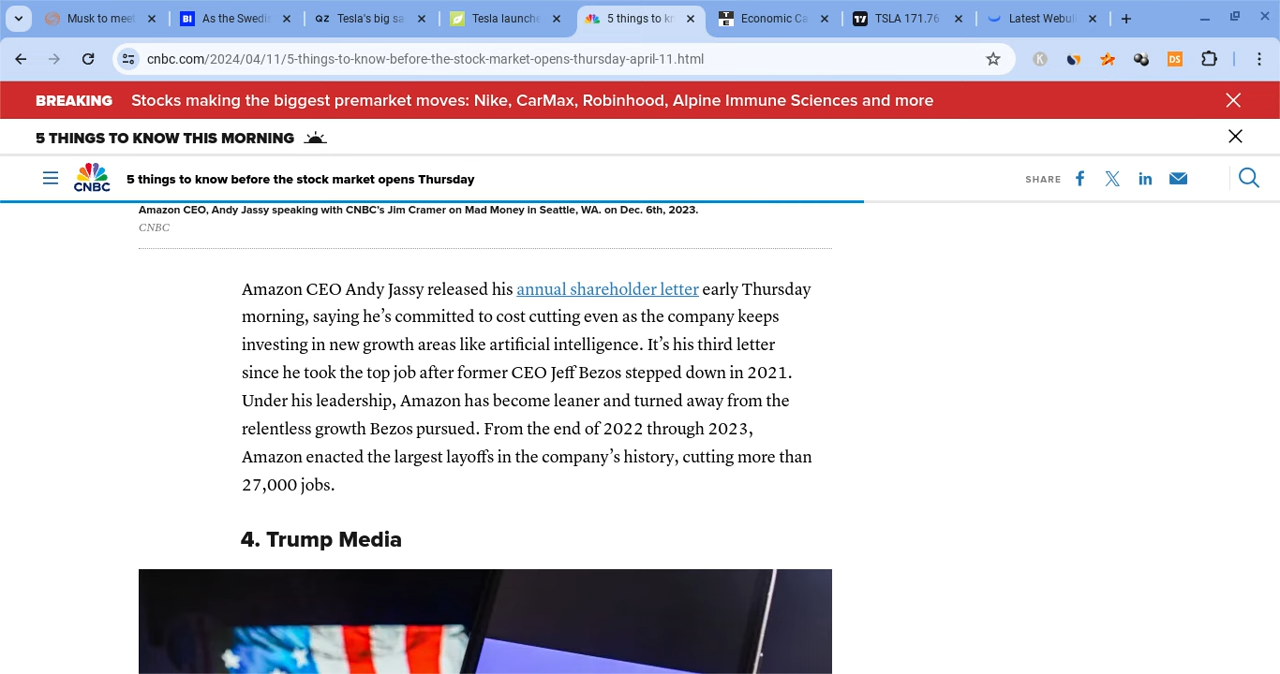 Musk to meet
As the Swedi
Tesla's big sa
Tesla launche
5 things to kn
Economic Ca
TSLA 171.76
Latest Webul
cnbc.com/2024/04/11/5-things-to-know-before-the-stock-market-opens-thursday-april-11.html
BREAKING Stocks making the biggest premarket moves: Nike, CarMax, Robinhood, Alpine Immune Sciences and more
5 THINGS TO KNOW THIS MORNING
CNBC 5 things to know before the stock market opens Thursday SHARE
Amazon CEO, Andy Jassy speaking with CNBC's Jim Cramer on Mad Money in Seattle, WA. on Dec. 6th, 2023.
CNBC
Amazon CEO Andy Jassy released his annual shareholder letter early Thursday
morning, saying he’s committed to cost cutting even as the company keeps
investing in new growth areas like artificial intelligence. It’s his third letter
since he took the top job after former CEO Jeff Bezos stepped down in 2021.
Under his leadership, Amazon has become leaner and turned away from the
relentless growth Bezos pursued. From the end of 2022 through 2023,
Amazon enacted the largest layoffs in the company’s history, cutting more than
27,000 jobs.
4. Trump Media